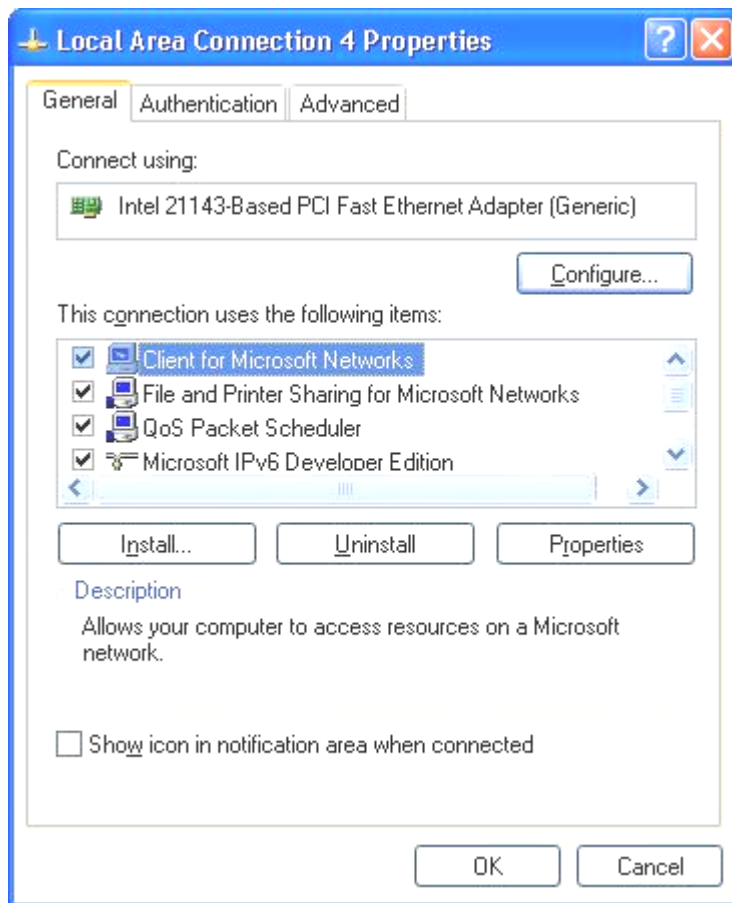 Local Area Connection 4 Properties
General
Authentication
Advanced
Connect using:
Intel 21143-Based PCI Fast Ethernet Adapter (Generic)
Configure...
This connection uses the following items:
Client for Microsoft Networks
File and Printer Sharing for Microsoft Networks
QoS Packet Scheduler
Microsoft IPv6 Developer Edition
Install...
Uninstall
Properties
Description
Allows your computer to access resources on a Microsoft
network.
Show icon in notification area when connected
OK
Cancel